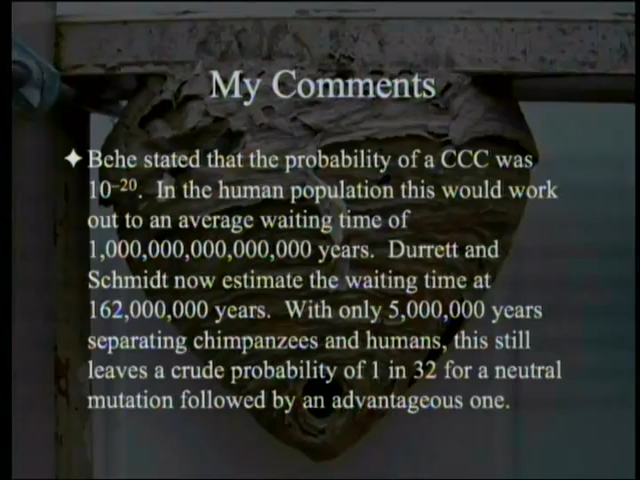 My Comments
Behe stated that the probability of a CCC was
10⁻²⁰. In the human population this would work
out to an average waiting time of
1,000,000,000,000,000 years. Durrett and
Schmidt now estimate the waiting time at
162,000,000 years. With only 5,000,000 years
separating chimpanzees and humans, this still
leaves a crude probability of 1 in 32 for a neutral
mutation followed by an advantageous one.